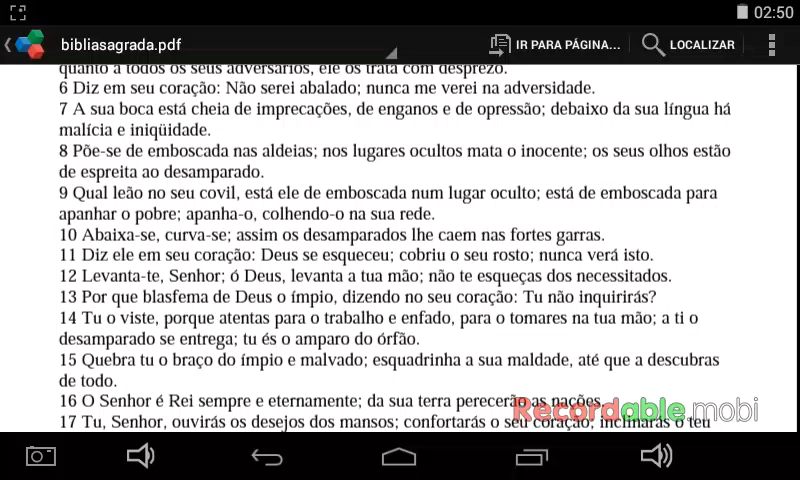 02:50
bibliasagrada.pdf
IR PARA PÁGINA...
LOCALIZAR
quanto a todos os seus adversários, ele os trata com desprezo.
6 Diz em seu coração: Não serei abalado; nunca me verei na adversidade.
7 A sua boca está cheia de imprecações, de enganos e de opressão; debaixo da sua língua há
malícia e iniqüidade.
8 Põe-se de emboscada nas aldeias; nos lugares ocultos mata o inocente; os seus olhos estão
de espreita ao desamparado.
9 Qual leão no seu covil, está ele de emboscada num lugar oculto; está de emboscada para
apanhar o pobre; apanha-o, colhendo-o na sua rede.
10 Abaixa-se, curva-se; assim os desamparados lhe caem nas fortes garras.
11 Diz ele em seu coração: Deus se esqueceu; cobriu o seu rosto; nunca verá isto.
12 Levanta-te, Senhor; ó Deus, levanta a tua mão; não te esqueças dos necessitados.
13 Por que blasfema de Deus o ímpio, dizendo no seu coração: Tu não inquirirás?
14 Tu o viste, porque atentas para o trabalho e enfado, para o tomares na tua mão; a ti o
desamparado se entrega; tu és o amparo do órfão.
15 Quebra tu o braço do ímpio e malvado; esquadrinha a sua maldade, até que a descubras
de todo.
16 O Senhor é Rei sempre e eternamente; da sua terra perecerão as nações.
Recordable.mobi
17 Tu, Senhor, ouvirás os desejos dos mansos; confortarás o seu coração; inclinarás o teu